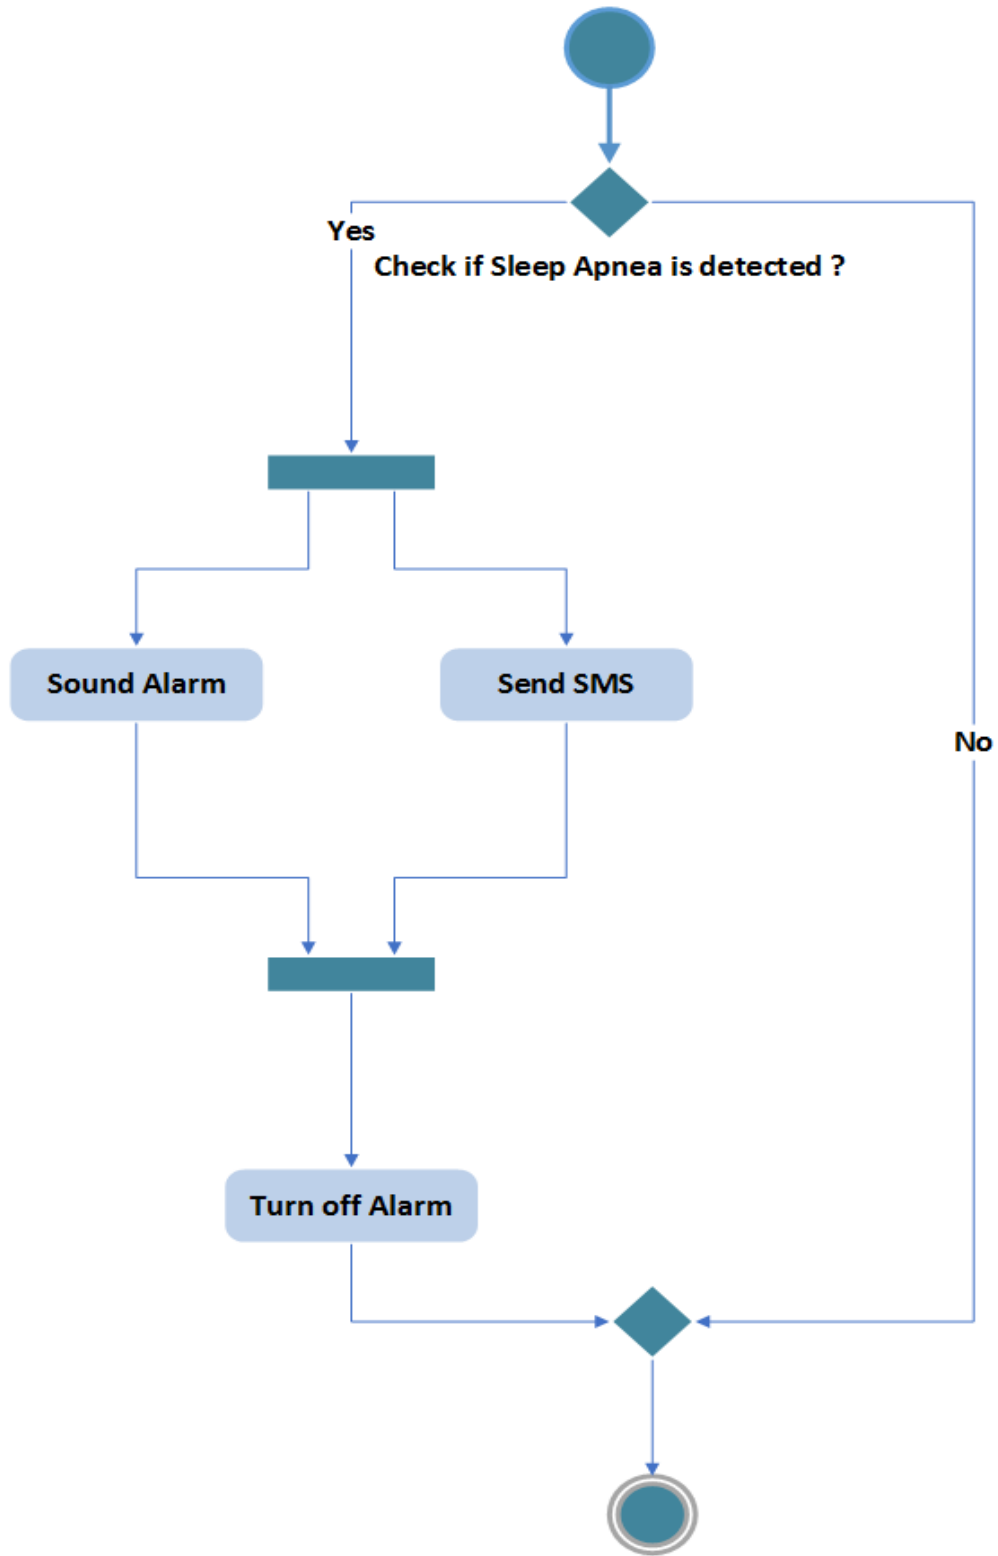 Yes
Check if Sleep Apnea is detected ?
Sound Alarm
Send SMS
No
Turn off Alarm